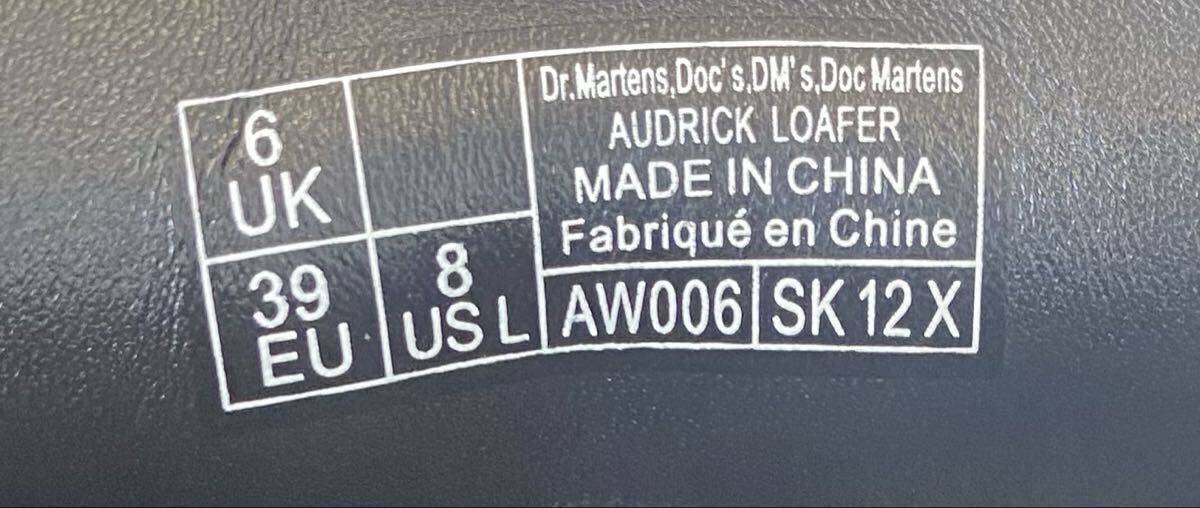 6
UK
39
EU
8
US L
Dr.Martens,Doc's,DM's,Doc Martens
AUDRICK LOAFER
MADE IN CHINA
Fabriqué en Chine
AW006
SK 12 X